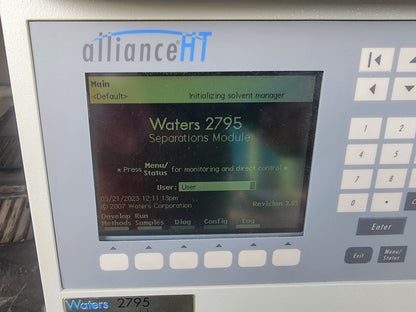 allianceHT
Main
<Default> Initializing solvent manager
Waters 2795
Separations Module
* Press Menu/Status for monitoring and direct control *
User: User
03/21/2023 12:11:13pm
© 2007 Waters Corporation Revision 2.05
Develop Methods Run Samples Diag Config Log
1 2 3
4 5 6
7 8 9
0 •
Enter
Exit Menu/Status
Waters 2795